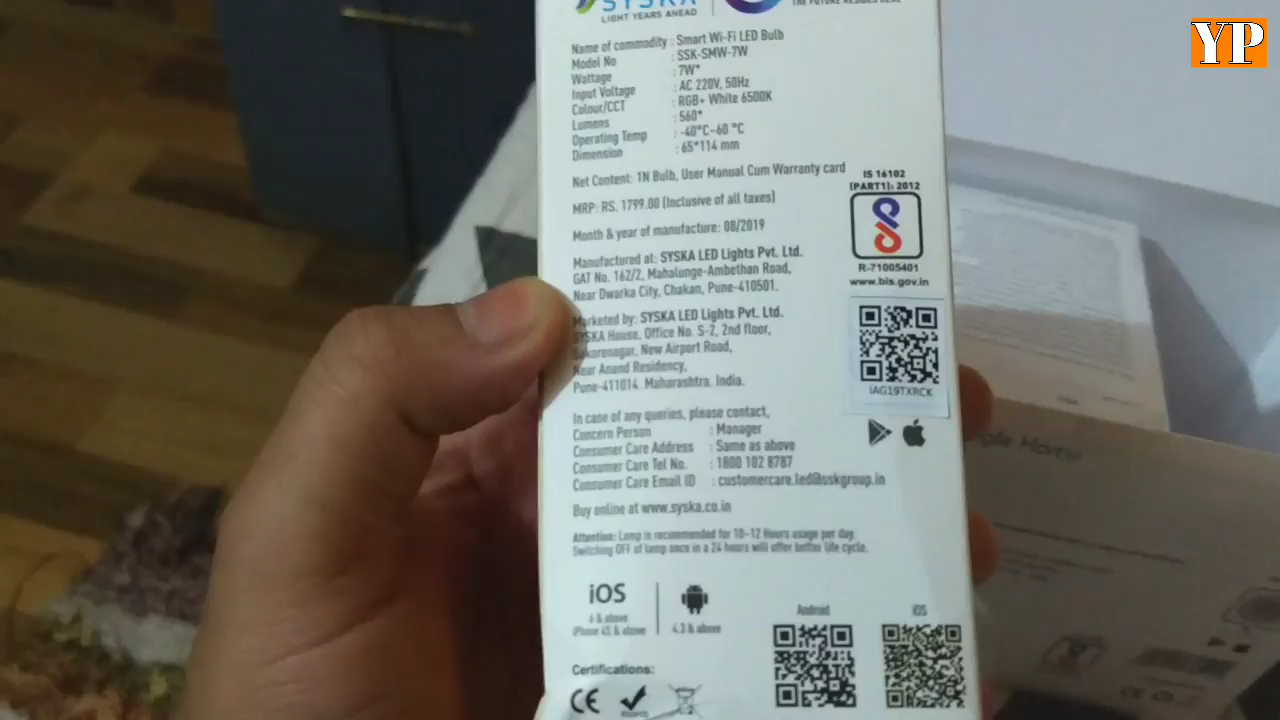 YP
SYSKA
LIGHT YEARS AHEAD
THE FUTURE RESIDES HERE
Name of commodity : Smart Wi-Fi LED Bulb
Model No : SSK-SMW-7W
Wattage : 7W*
Input Voltage : AC 220V, 50Hz
Colour/CCT : RGB+ White 6500K
Lumens : 560*
Operating Temp : -40°C~60 °C
Dimension : 65*114 mm
Net Content: 1N Bulb, User Manual Cum Warranty card
MRP: RS. 1799.00 (Inclusive of all taxes)
Month & year of manufacture: 08/2019
Manufactured at: SYSKA LED Lights Pvt. Ltd.
GAT No. 162/2, Mahalunge-Ambethan Road,
Near Dwarka City, Chakan, Pune-410501.
Marketed by: SYSKA LED Lights Pvt. Ltd.
SYSKA House, Office No. S-2, 2nd floor,
Sakorenagar, New Airport Road,
Near Anand Residency,
Pune-411014. Maharashtra. India.
In case of any queries, please contact,
Concern Person : Manager
Consumer Care Address : Same as above
Consumer Care Tel No. : 1800 102 8787
Consumer Care Email ID : customercare.led@sskgroup.in
Buy online at www.syska.co.in
Attention: Lamp is recommended for 10-12 Hours usage per day.
Switching OFF of lamp once in a 24 hours will offer better life cycle.
IS 16102
(PART1): 2012
R-71005401
www.bis.gov.in
IAG19TXRCK
iOS
6 & above
iPhone 4S & above
4.3 & above
Android
iOS
Certifications:
CE
gle Home